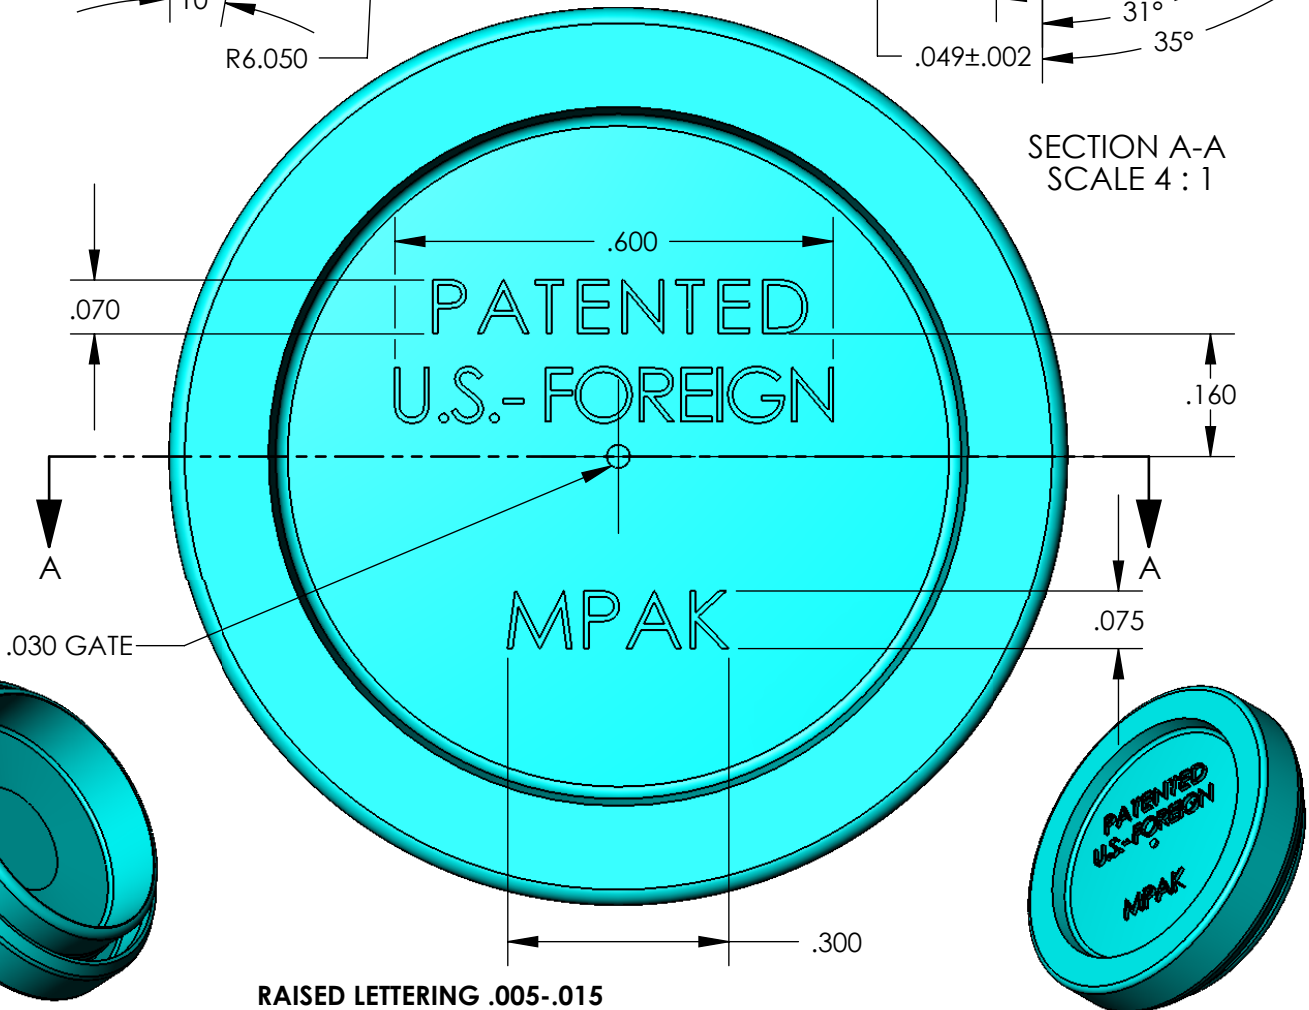 10
R6.050
.049±.002
31°
35°
SECTION A-A
SCALE 4 : 1
.600
.070
PATENTED
U.S.- FOREIGN
.160
A
A
.030 GATE
MPAK
.075
.300
RAISED LETTERING .005-.015
PATENTED
U.S.-FOREIGN
MPAK